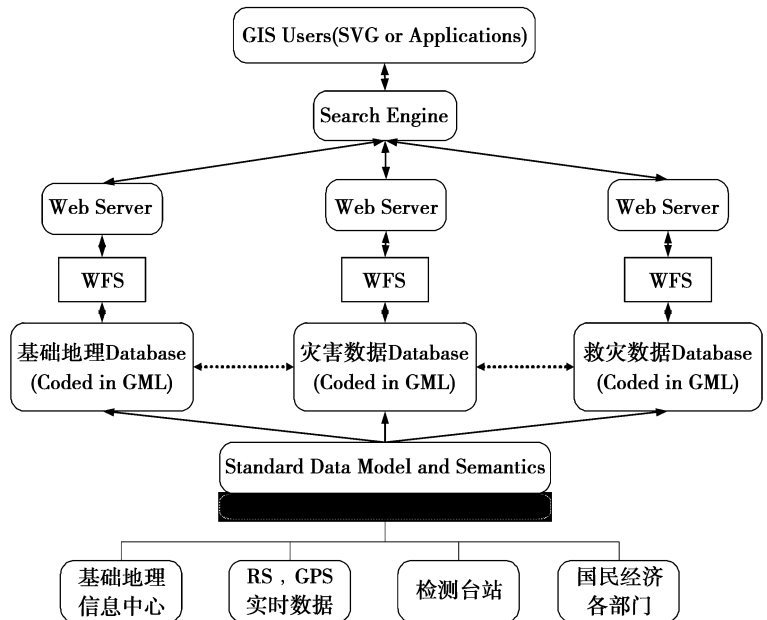 GIS Users(SVG or Applications)
Search Engine
Web Server
Web Server
Web Server
WFS
WFS
WFS
基础地理Database
(Coded in GML)
灾害数据Database
(Coded in GML)
救灾数据Database
(Coded in GML)
Standard Data Model and Semantics
基础地理
信息中心
RS , GPS
实时数据
检测台站
国民经济
各部门